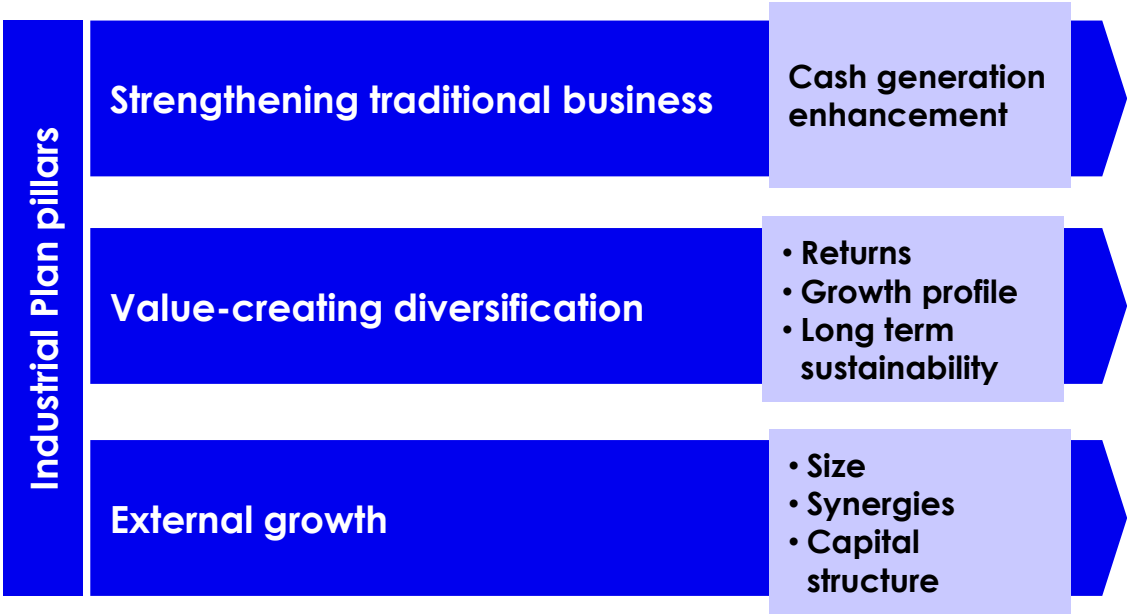 Industrial Plan pillars
Strengthening traditional business
Cash generation
enhancement
Value-creating diversification
• Returns
• Growth profile
• Long term
sustainability
External growth
• Size
• Synergies
• Capital
structure